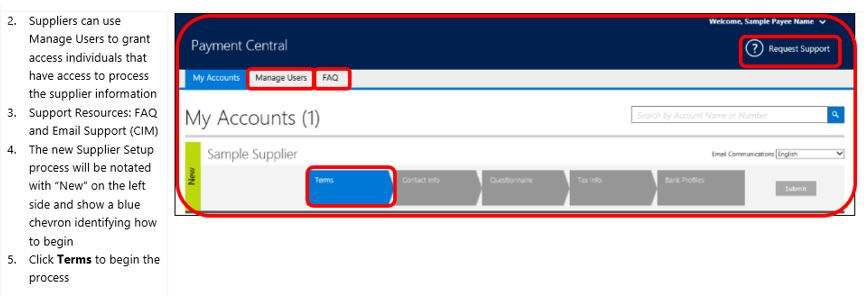 2. Suppliers can use
Manage Users to grant
access individuals that
have access to process
the supplier information
3. Support Resources: FAQ
and Email Support (CIM)
4. The new Supplier Setup
process will be notated
with “New” on the left
side and show a blue
chevron identifying how
to begin
5. Click Terms to begin the
process
Welcome, Sample Payee Name
Payment Central
? Request Support
My Accounts Manage Users FAQ
My Accounts (1)
Search by Account Name or Number
Sample Supplier
Email Communications English
New
Terms Contact Info Questionnaire Tax Info Bank Profiles
Submit